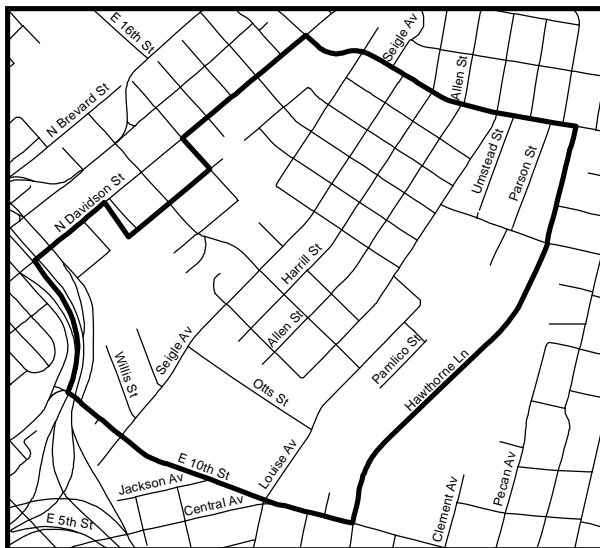 E 16th St
Seigle Av
Allen St
N Brevard St
Umstead St
Parson St
N Davidson St
Harrill St
Allen St
Seigle Av
Willis St
Pamlico St
Hawthorne Ln
Otts St
E 10th St
Louise Av
Jackson Av
Central Av
Clement Av
Pecan Av
E 5th St